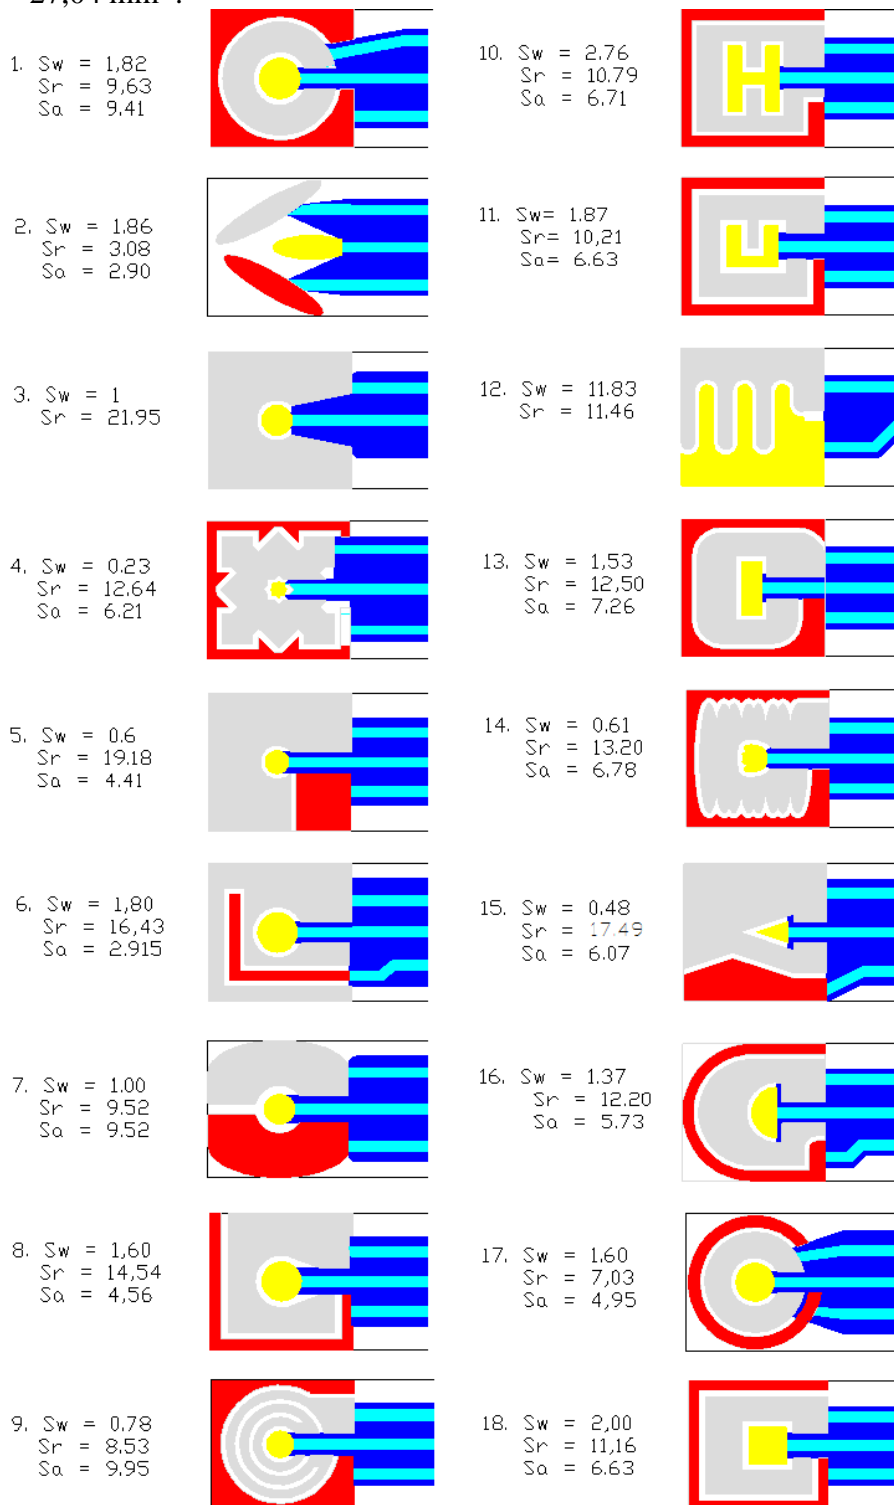 27,64 mm².
1. Sw = 1,82
Sr = 9,63
Sa = 9.41
2. Sw = 1.86
Sr = 3.08
Sa = 2.90
3. Sw = 1
Sr = 21.95
4. Sw = 0.23
Sr = 12.64
Sa = 6.21
5. Sw = 0.6
Sr = 19.18
Sa = 4.41
6. Sw = 1,80
Sr = 16,43
Sa = 2.915
7. Sw = 1.00
Sr = 9.52
Sa = 9.52
8. Sw = 1,60
Sr = 14,54
Sa = 4,56
9. Sw = 0.78
Sr = 8.53
Sa = 9.95
10. Sw = 2.76
Sr = 10.79
Sa = 6.71
11. Sw= 1.87
Sr= 10,21
Sa= 6.63
12. Sw = 11.83
Sr = 11.46
13. Sw = 1,53
Sr = 12,50
Sa = 7.26
14. Sw = 0.61
Sr = 13.20
Sa = 6.78
15. Sw = 0.48
Sr = 17.49
Sa = 6.07
16. Sw = 1.37
Sr = 12.20
Sa = 5.73
17. Sw = 1.60
Sr = 7,03
Sa = 4,95
18. Sw = 2,00
Sr = 11,16
Sa = 6.63